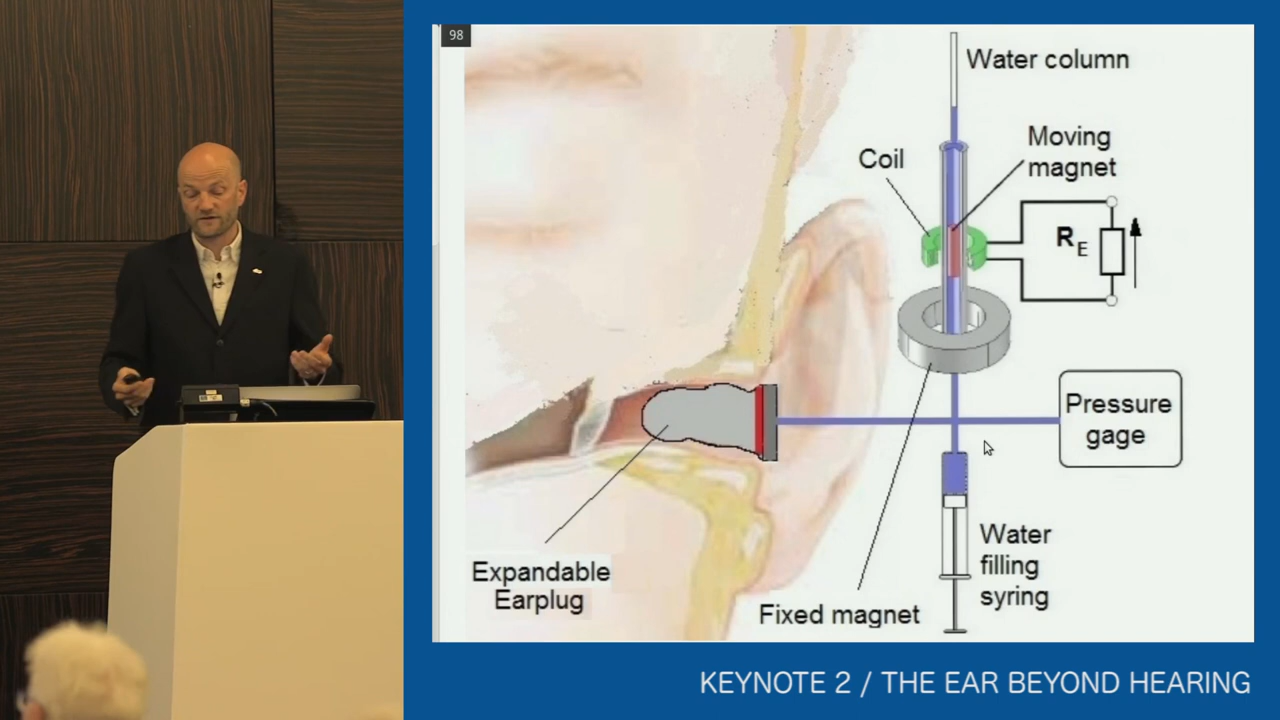 98
Water column
Moving
magnet
Coil
RE
Pressure
gage
Water
filling
syring
Expandable
Earplug
Fixed magnet
KEYNOTE 2 / THE EAR BEYOND HEARING